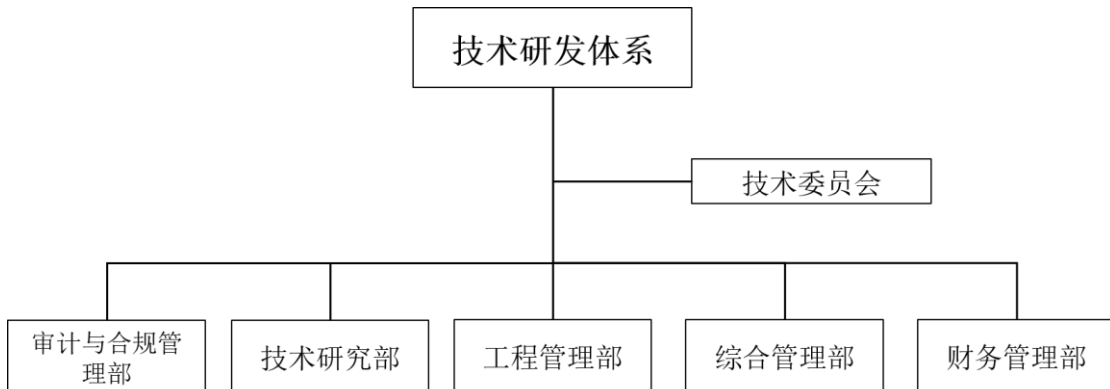 技术研发体系
技术委员会
审计与合规管
理部
技术研究部
工程管理部
综合管理部
财务管理部